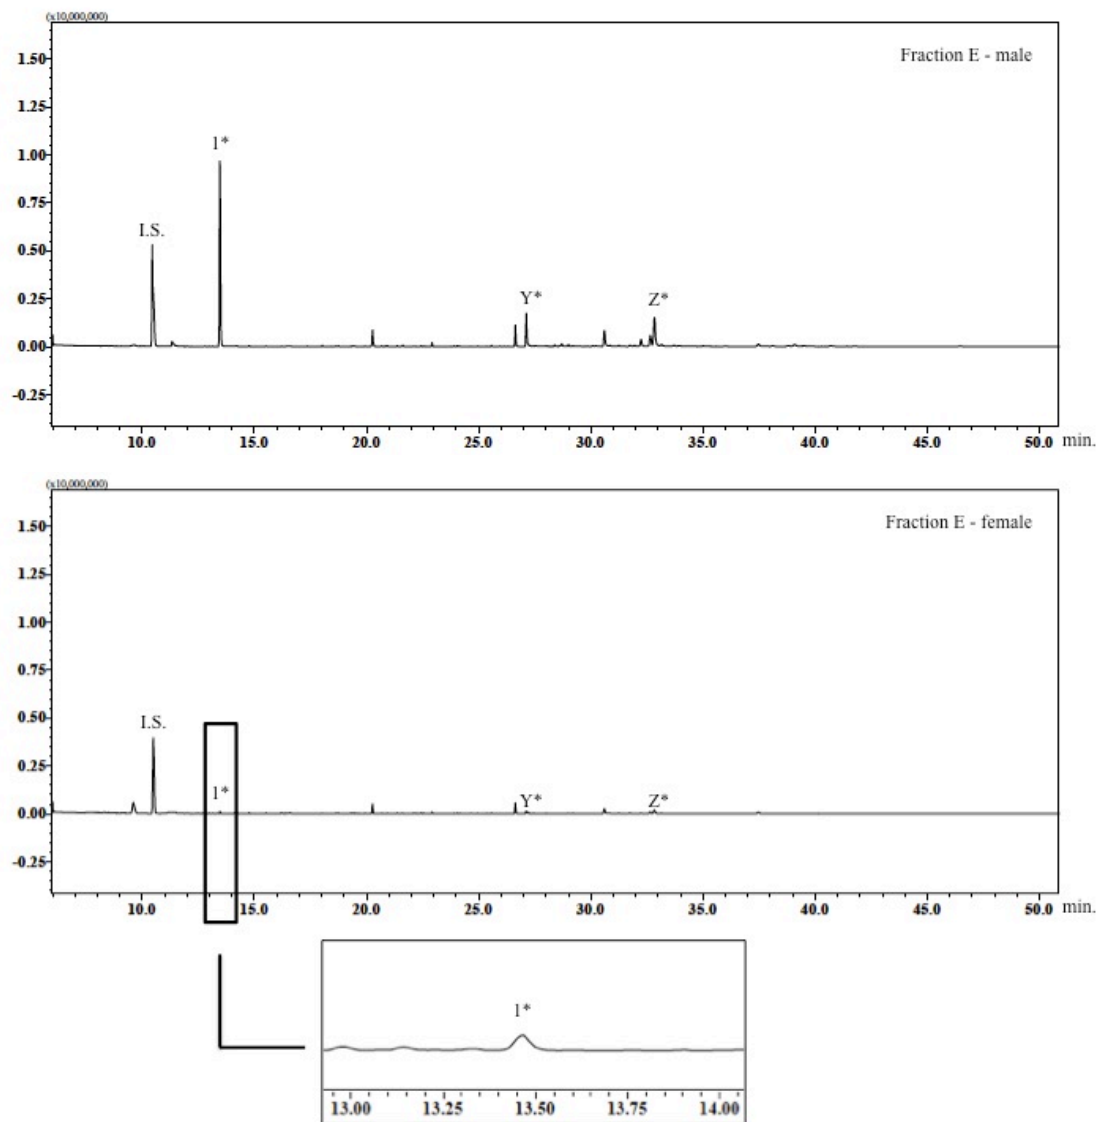 (x10,000,000)
Fraction E - male
1.50
1.25
1*
1.00
0.75
I.S.
0.50
Y*
Z*
0.25
0.00
-0.25
10.0 15.0 20.0 25.0 30.0 35.0 40.0 45.0 50.0 min.
(x10,000,000)
Fraction E - female
1.50
1.25
1.00
0.75
I.S.
0.50
0.25
1*
Y*
Z*
0.00
-0.25
10.0 15.0 20.0 25.0 30.0 35.0 40.0 45.0 50.0 min.
1*
13.00 13.25 13.50 13.75 14.00